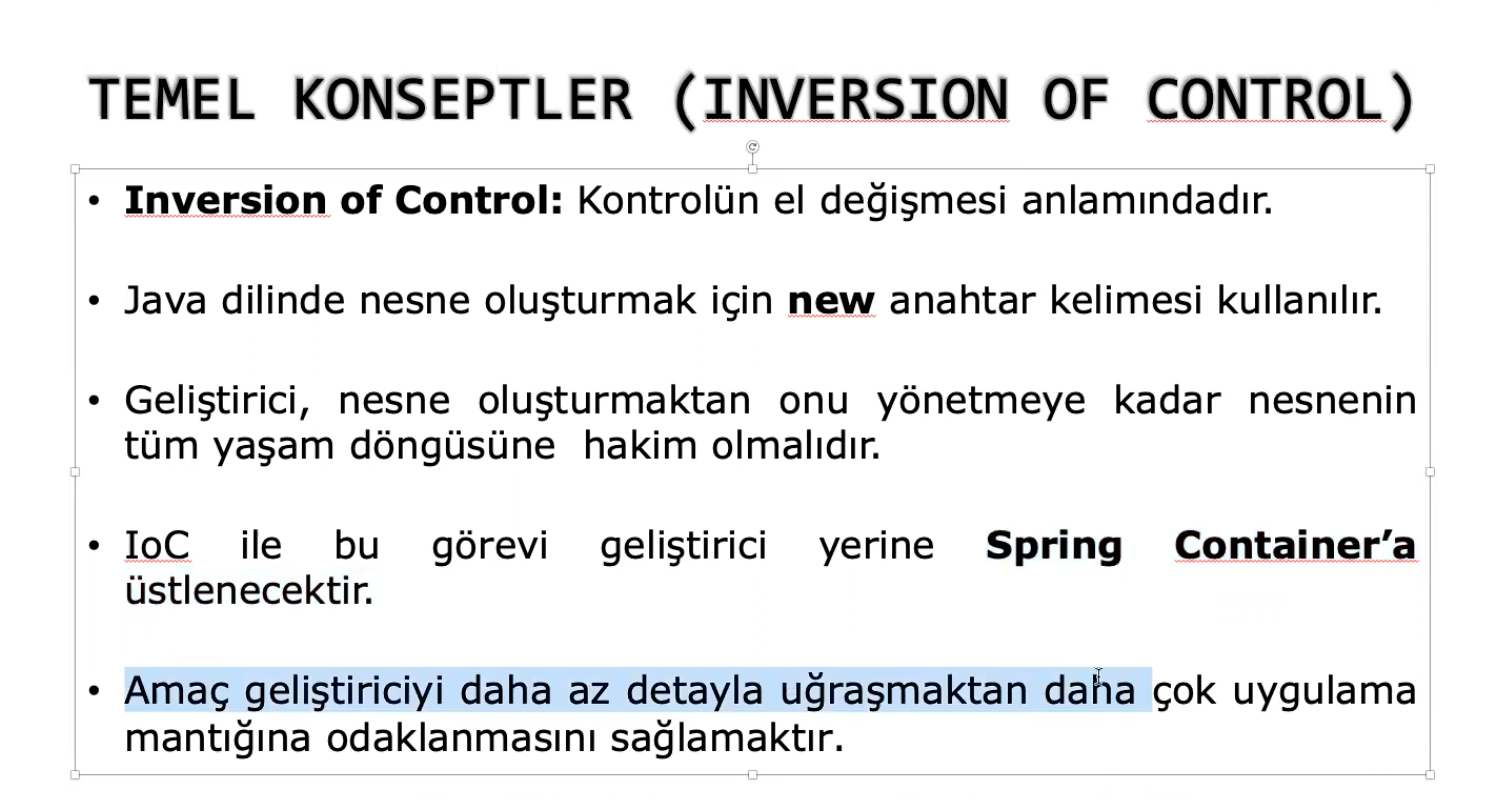 TEMEL KONSEPTLER (INVERSION OF CONTROL)
• Inversion of Control: Kontrolün el değişmesi anlamındadır.
• Java dilinde nesne oluşturmak için new anahtar kelimesi kullanılır.
• Geliştirici, nesne oluşturmaktan onu yönetmeye kadar nesnenin
tüm yaşam döngüsüne hakim olmalıdır.
• IoC ile bu görevi geliştirici yerine Spring Container’a
üstlenecektir.
• Amaç geliştiriciyi daha az detayla uğraşmaktan daha çok uygulama
mantığına odaklanmasını sağlamaktır.